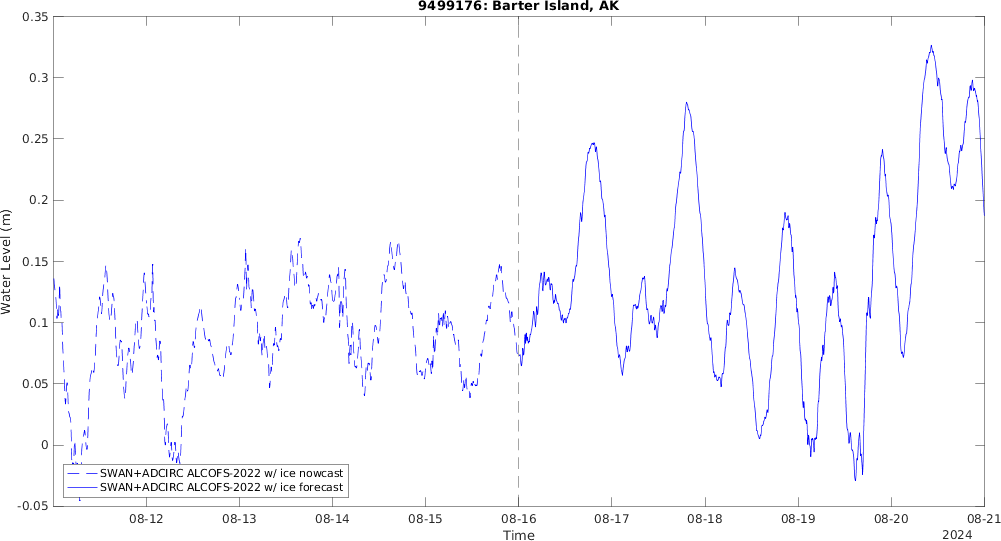 9499176: Barter Island, AK
0.35
0.3
0.25
0.2
0.15
0.1
0.05
0
-0.05
Water Level (m)
SWAN+ADCIRC ALCOFS-2022 w/ ice nowcast
SWAN+ADCIRC ALCOFS-2022 w/ ice forecast
08-12 08-13 08-14 08-15 08-16 08-17 08-18 08-19 08-20 08-21
Time
2024